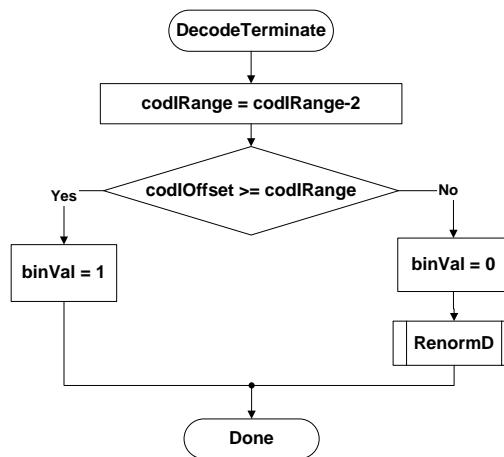 DecodeTerminate
codIRange = codIRange-2
codIOffset >= codIRange
Yes
No
binVal = 1
binVal = 0
RenormD
Done